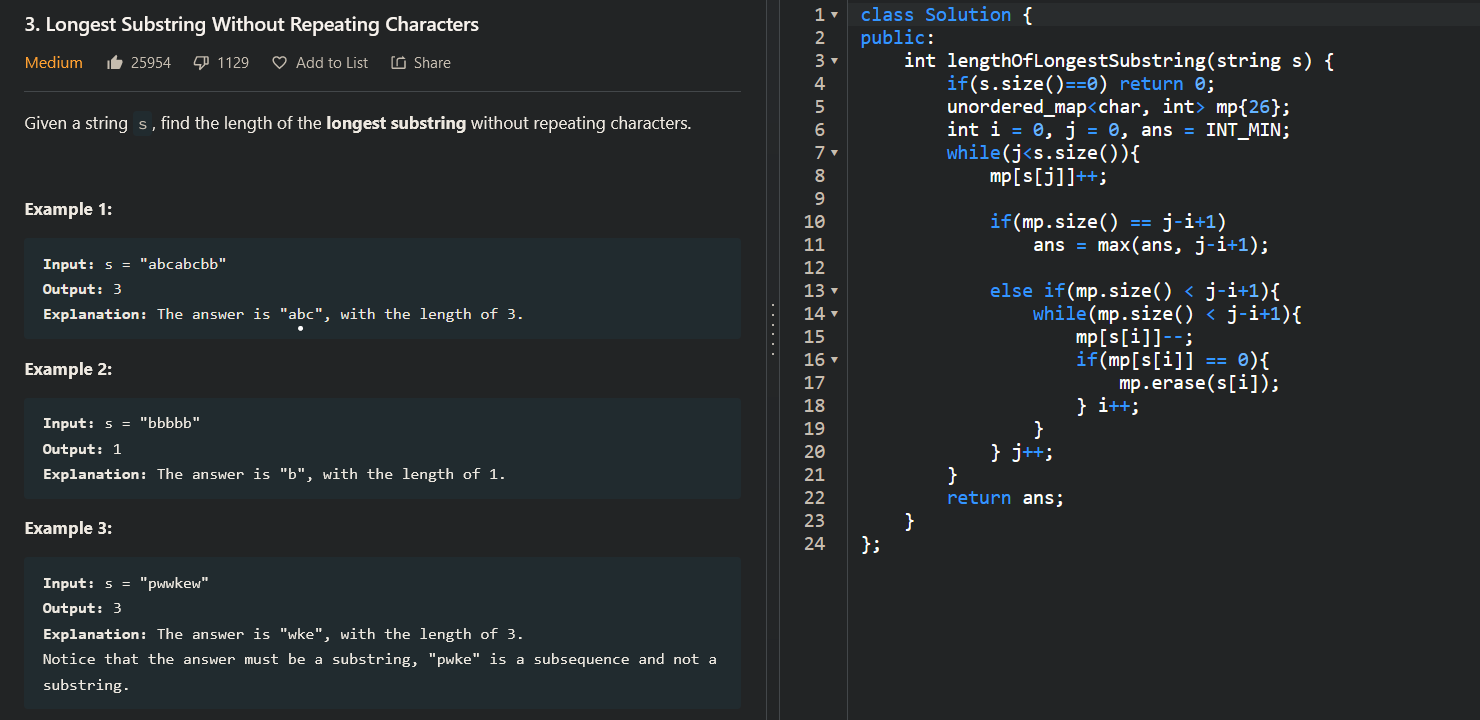 3. Longest Substring Without Repeating Characters
Medium 25954 1129 Add to List Share
Given a string s, find the length of the longest substring without repeating characters.
Example 1:
Input: s = "abcabcbb"
Output: 3
Explanation: The answer is "abc", with the length of 3.
Example 2:
Input: s = "bbbbb"
Output: 1
Explanation: The answer is "b", with the length of 1.
Example 3:
Input: s = "pwwkew"
Output: 3
Explanation: The answer is "wke", with the length of 3.
Notice that the answer must be a substring, "pwke" is a subsequence and not a
substring.
1 class Solution {
2 public:
3     int lengthOfLongestSubstring(string s) {
4         if(s.size()==0) return 0;
5         unordered_map<char, int> mp{26};
6         int i = 0, j = 0, ans = INT_MIN;
7         while(j<s.size()){
8             mp[s[j]]++;
9
10             if(mp.size() == j-i+1)
11                 ans = max(ans, j-i+1);
12
13             else if(mp.size() < j-i+1){
14                 while(mp.size() < j-i+1){
15                     mp[s[i]]--;
16                     if(mp[s[i]] == 0){
17                         mp.erase(s[i]);
18                     } i++;
19                 }
20             } j++;
21         }
22         return ans;
23     }
24 };